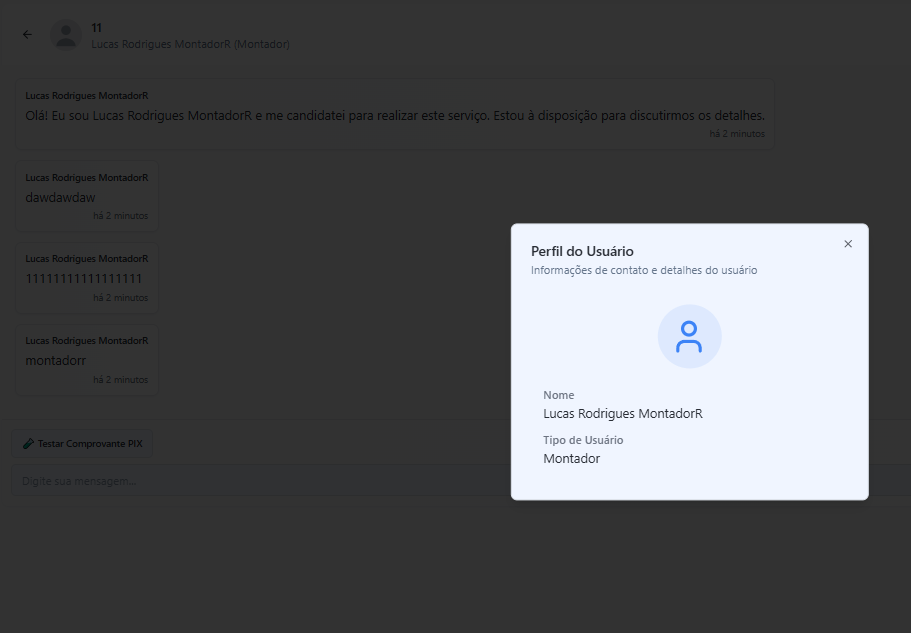 11
Lucas Rodrigues MontadorR (Montador)
Lucas Rodrigues MontadorR
Olá! Eu sou Lucas Rodrigues MontadorR e me candidatei para realizar este serviço. Estou à disposição para discutirmos os detalhes.
há 2 minutos
Lucas Rodrigues MontadorR
dawdawdaw
há 2 minutos
Lucas Rodrigues MontadorR
11111111111111111
há 2 minutos
Lucas Rodrigues MontadorR
montadorr
há 2 minutos
Testar Comprovante PIX
Digite sua mensagem...
Perfil do Usuário
Informações de contato e detalhes do usuário
Nome
Lucas Rodrigues MontadorR
Tipo de Usuário
Montador